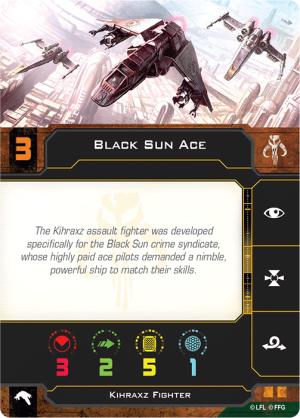 3
Black Sun Ace
The Kihraxz assault fighter was developed
specifically for the Black Sun crime syndicate,
whose highly paid ace pilots demanded a nimble,
powerful ship to match their skills.
3 2 5 1
Kihraxz Fighter
© LFL © FFG